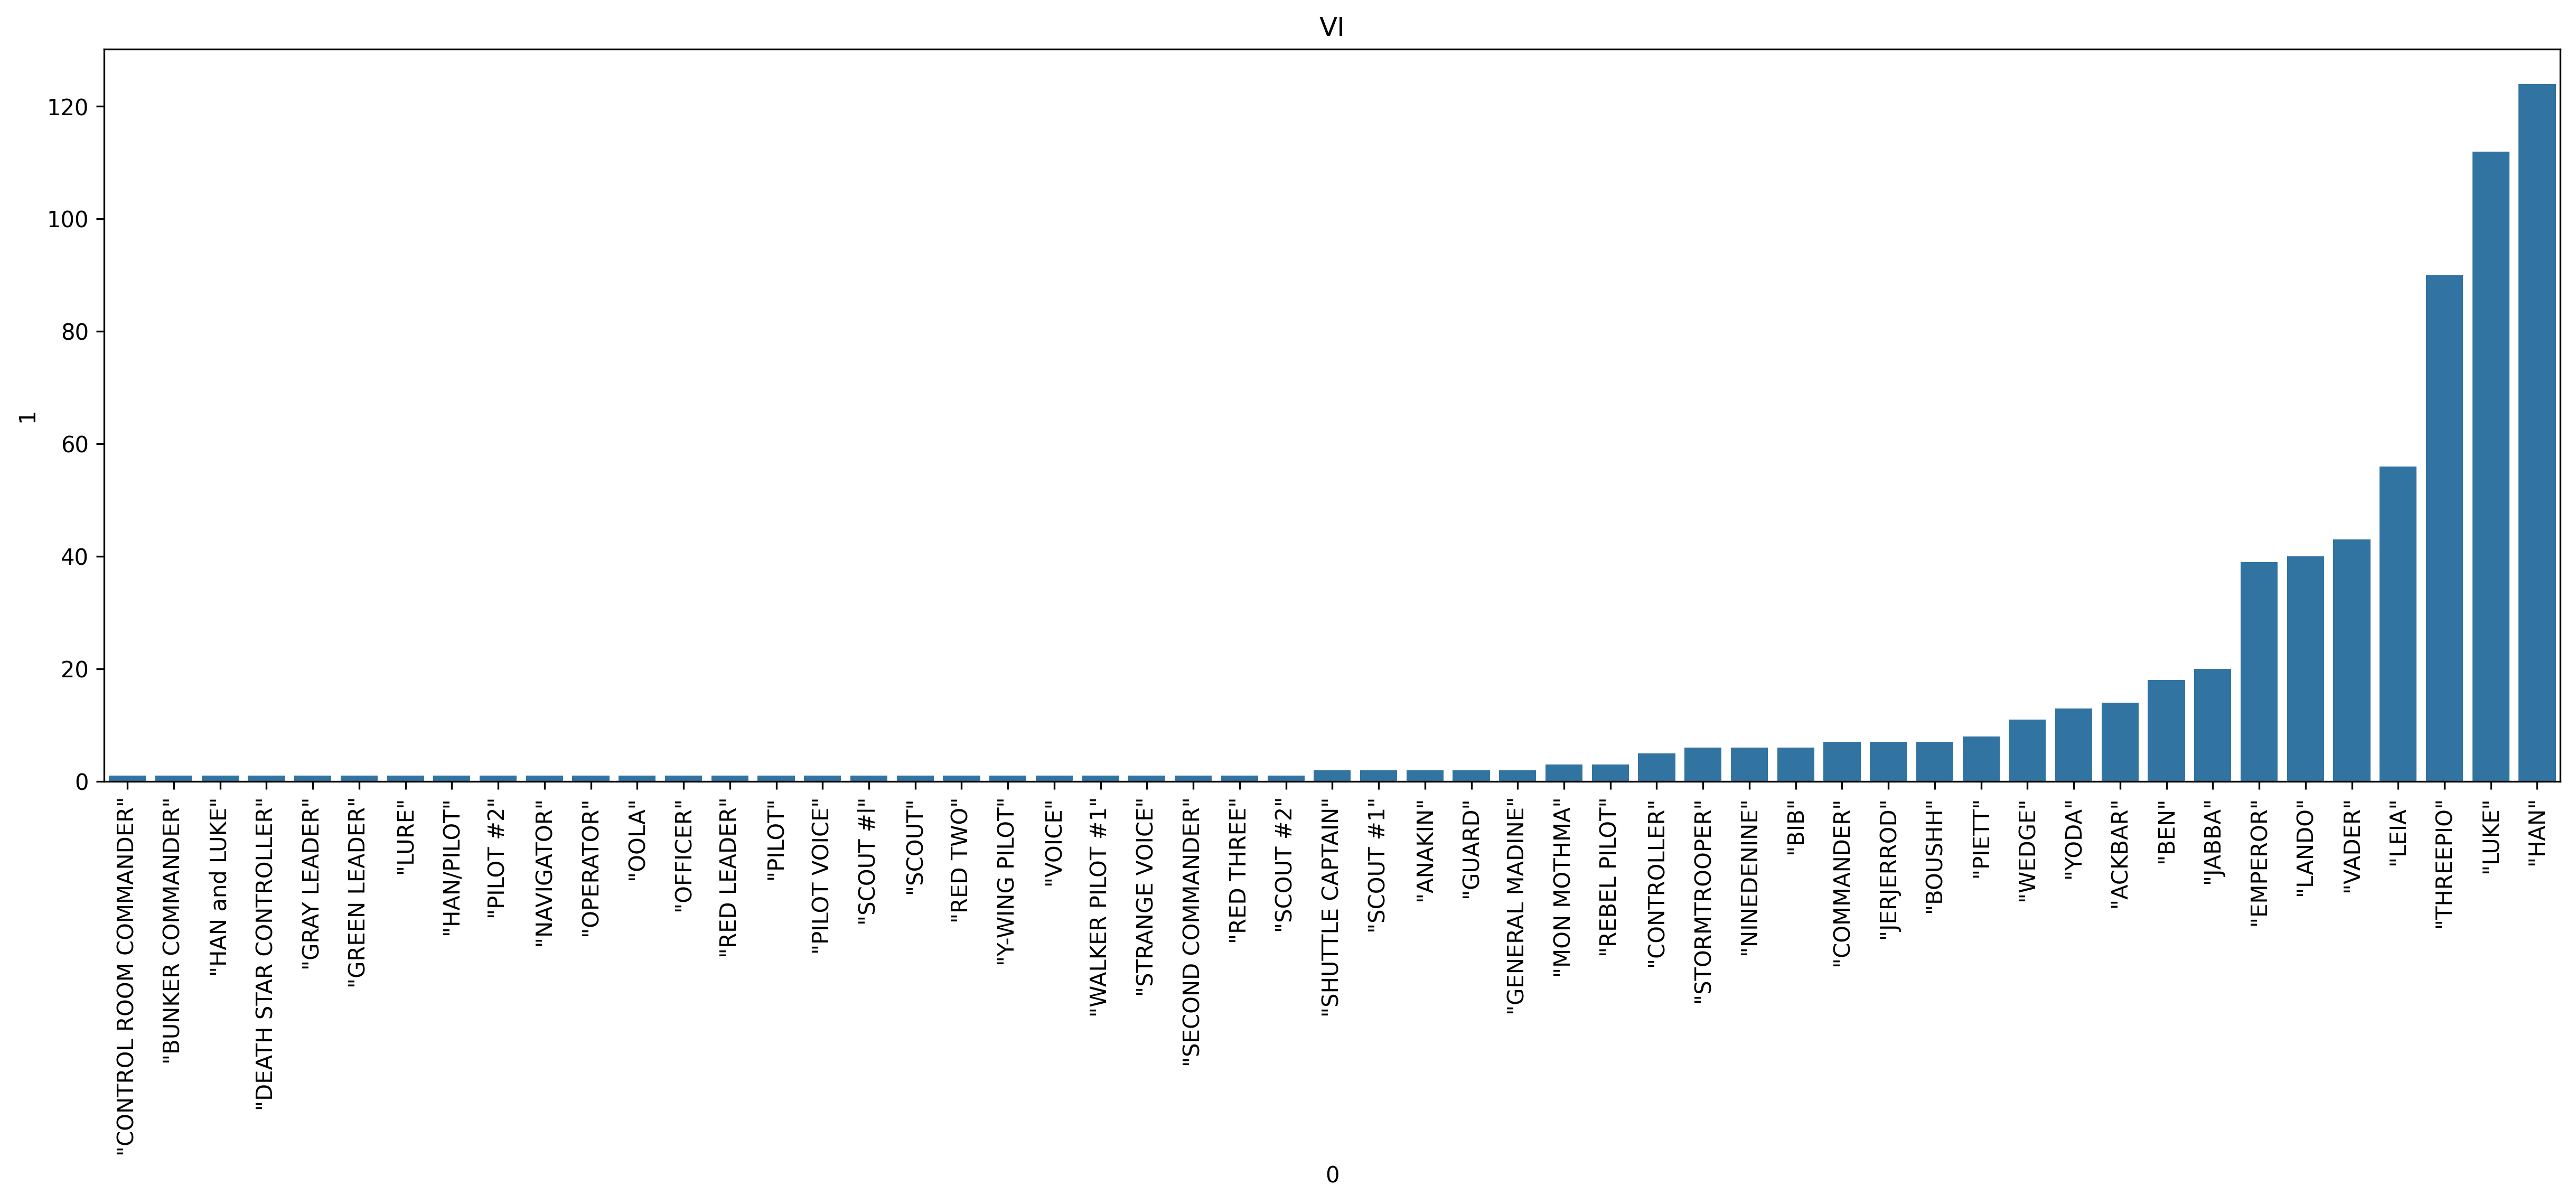 VI
120
100
80
60
40
20
0
1
"CONTROL ROOM COMMANDER"
"BUNKER COMMANDER"
"HAN and LUKE"
"DEATH STAR CONTROLLER"
"GRAY LEADER"
"GREEN LEADER"
"LURE"
"HAN/PILOT"
"PILOT #2"
"NAVIGATOR"
"OPERATOR"
"OOLA"
"OFFICER"
"RED LEADER"
"PILOT"
"PILOT VOICE"
"SCOUT #l"
"SCOUT"
"RED TWO"
"Y-WING PILOT"
"VOICE"
"WALKER PILOT #1"
"STRANGE VOICE"
"SECOND COMMANDER"
"RED THREE"
"SCOUT #2"
"SHUTTLE CAPTAIN"
"SCOUT #1"
"ANAKIN"
"GUARD"
"GENERAL MADINE"
"MON MOTHMA"
"REBEL PILOT"
"CONTROLLER"
"STORMTROOPER"
"NINEDENINE"
"BIB"
"COMMANDER"
"JERJERROD"
"BOUSHH"
"PIETT"
"WEDGE"
"YODA"
"ACKBAR"
"BEN"
"JABBA"
"EMPEROR"
"LANDO"
"VADER"
"LEIA"
"THREEPIO"
"LUKE"
"HAN"
0